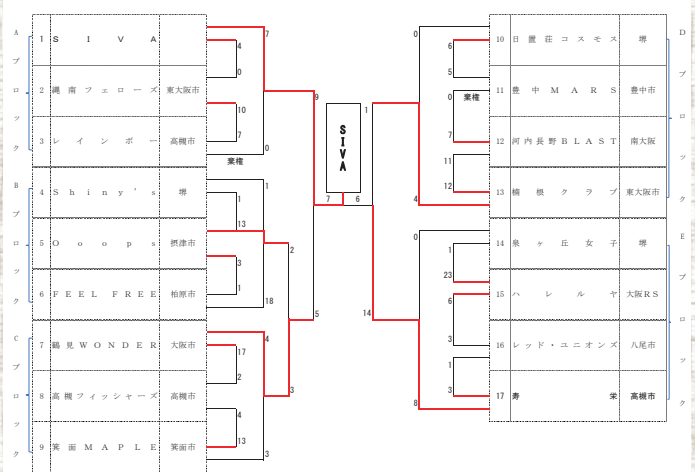 Aブロック
1 SIVA
2 縄南フェローズ 東大阪市
3 レインボー 高槻市
Bブロック
4 Shiny's 堺
5 Ooops 摂津市
6 FEEL FREE 柏原市
Cブロック
7 鶴見WONDER 大阪市
8 高槻フィッシャーズ 高槻市
9 箕面MAPLE 箕面市
7
4
0
10
7
0
棄権
1
1
13
3
1
18
4
17
2
4
13
3
9
2
3
5
SIVA
7 6
1
14
0
6
5
0 棄権
7
11
12
4
0
1
23
6
3
1
3
8
Dブロック
10 日置荘コスモス 堺
11 豊中MARS 豊中市
12 河内長野BLAST 南大阪
13 楠根クラブ 東大阪市
Eブロック
14 泉ヶ丘女子 堺
15 ハレルヤ 大阪RS
16 レッド・ユニオンズ 八尾市
17 寿栄 高槻市